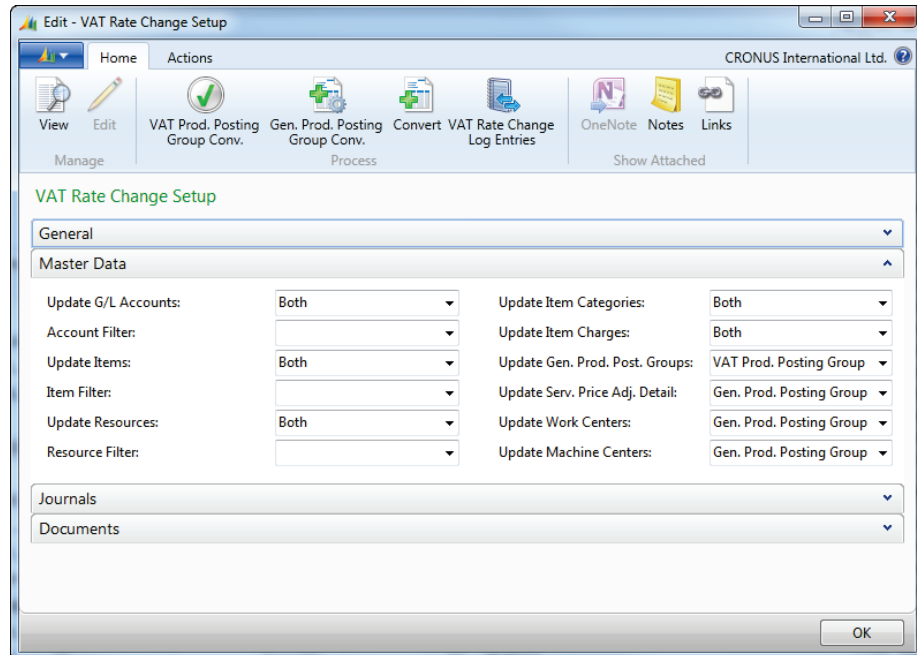 Edit - VAT Rate Change Setup
Home
Actions
CRONUS International Ltd.
View
Edit
VAT Prod. Posting
Group Conv.
Gen. Prod. Posting
Group Conv.
Convert
VAT Rate Change
Log Entries
OneNote
Notes
Links
Manage
Process
Show Attached
VAT Rate Change Setup
General
Master Data
Update G/L Accounts: Both
Update Item Categories: Both
Account Filter:
Update Item Charges: Both
Update Items: Both
Update Gen. Prod. Post. Groups: VAT Prod. Posting Group
Item Filter:
Update Serv. Price Adj. Detail: Gen. Prod. Posting Group
Update Resources: Both
Update Work Centers: Gen. Prod. Posting Group
Resource Filter:
Update Machine Centers: Gen. Prod. Posting Group
Journals
Documents
OK